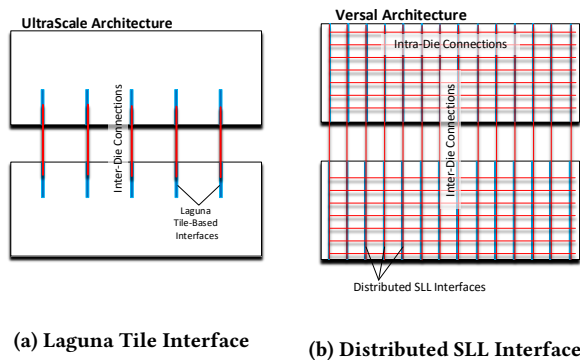 UltraScale Architecture
Inter-Die Connections
Laguna
Tile-Based
Interfaces
(a) Laguna Tile Interface
Versal Architecture
Intra-Die Connections
Inter-Die Connections
Distributed SLL Interfaces
(b) Distributed SLL Interface